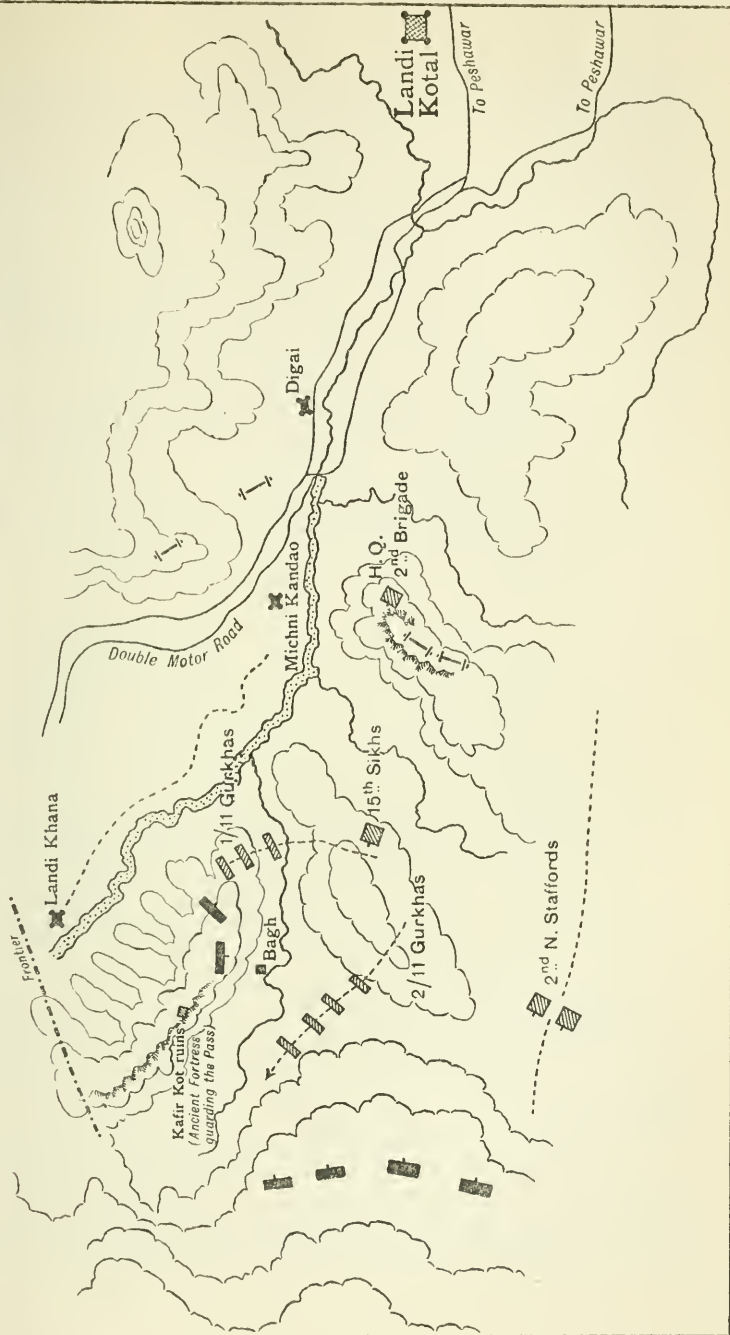 Frontier
Landi Khana
Kafir Kot ruins
(Ancient Fortress
guarding the Pass)
Bagh
1/11 Gurkhas
2/11 Gurkhas
15th Sikhs
2nd N. Staffords
Double Motor Road
Michni Kandao
H.Q.
2nd Brigade
Digai
Landi
Kotal
To Peshawar
To Peshawar